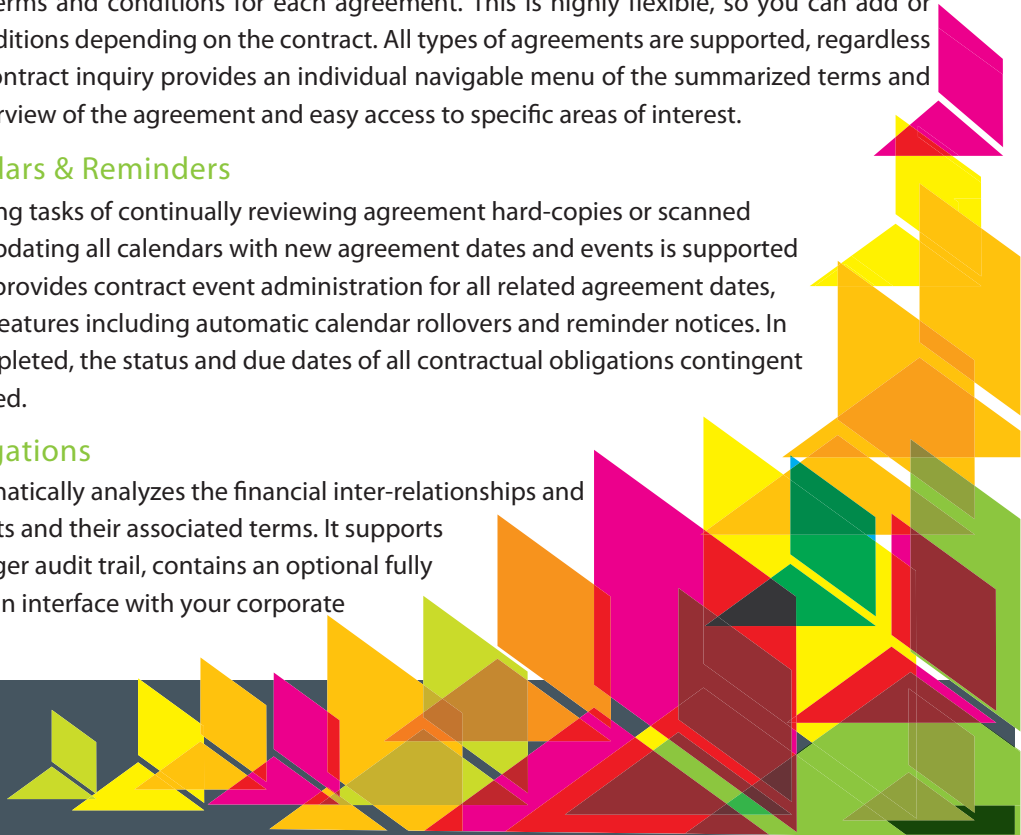 erms and conditions for each agreement. This is highly flexible, so you can add or
ditions depending on the contract. All types of agreements are supported, regardless
ontract inquiry provides an individual navigable menu of the summarized terms and
rview of the agreement and easy access to specific areas of interest.
dars & Reminders
ng tasks of continually reviewing agreement hard-copies or scanned
pdating all calendars with new agreement dates and events is supported
provides contract event administration for all related agreement dates,
eatures including automatic calendar rollovers and reminder notices. In
pleted, the status and due dates of all contractual obligations contingent
ed.
gations
matically analyzes the financial inter-relationships and
ts and their associated terms. It supports
ger audit trail, contains an optional fully
n interface with your corporate